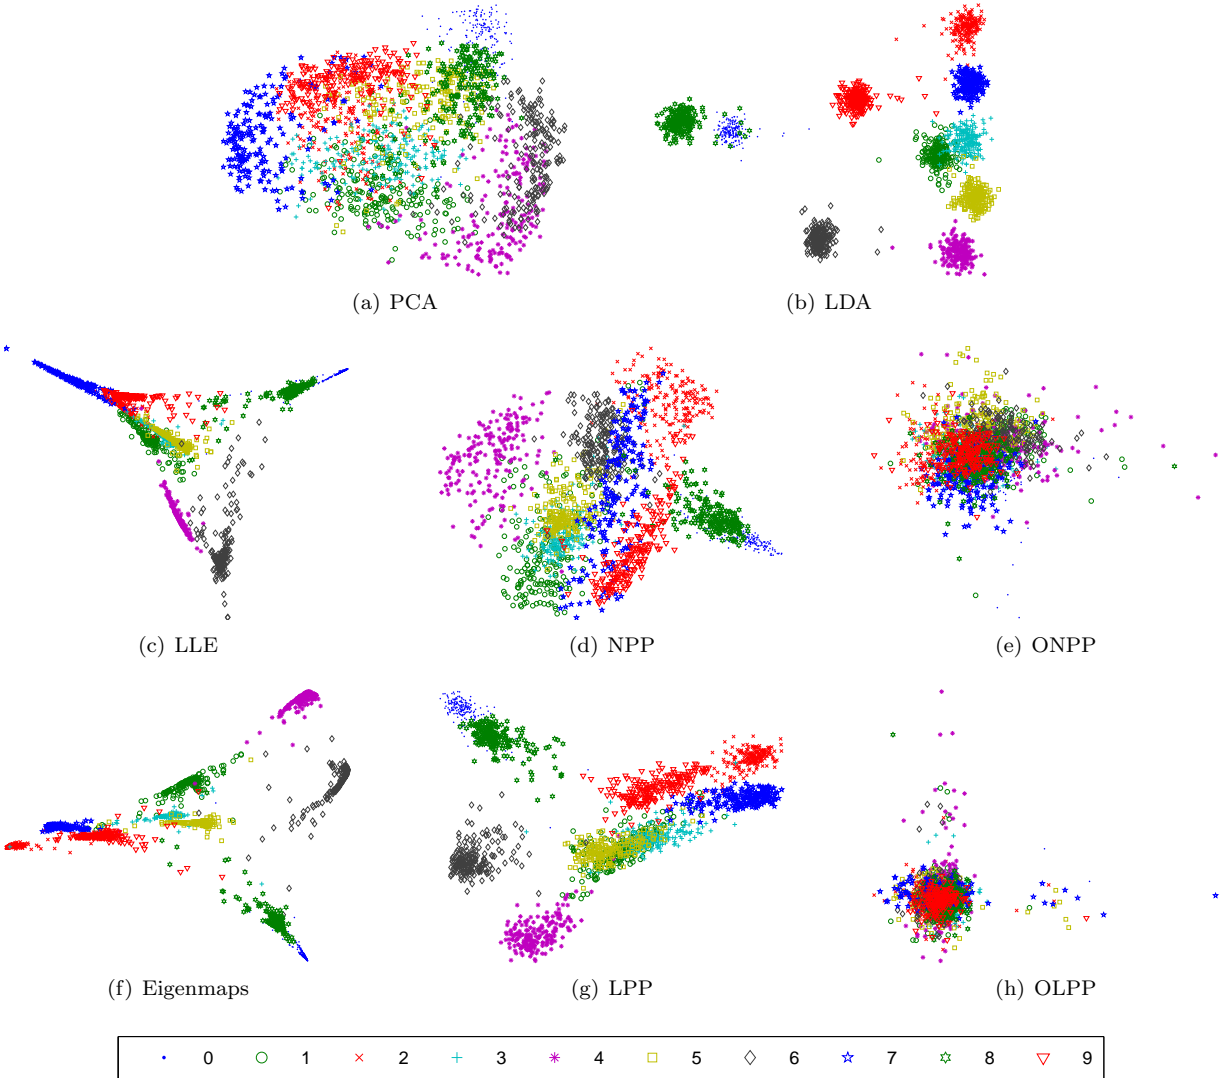 (a) PCA
(b) LDA
(c) LLE
(d) NPP
(e) ONPP
(f) Eigenmaps
(g) LPP
(h) OLPP
0 1 2 3 4 5 6 7 8 9